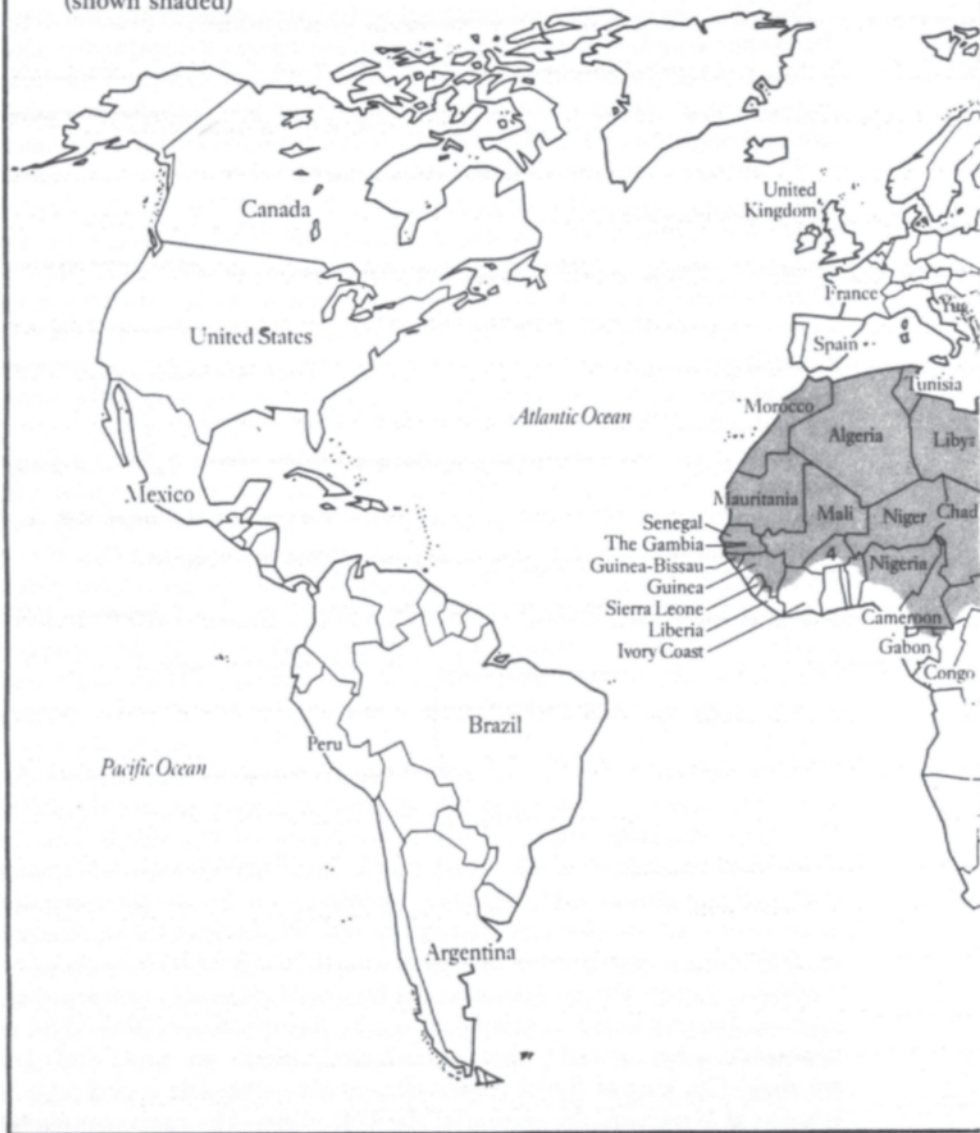 (shown shaded)
Canada
United
Kingdom
France
Yu
United States
Spain
Tunisia
Morocco
Atlantic Ocean
Algeria
Libya
Mexico
Mauritania
Mali
Niger
Chad
Senegal
The Gambia
Guinea-Bissau
4
Nigeria
Guinea
Sierra Leone
Cameroon
Liberia
Gabon
Ivory Coast
Congo
Brazil
Peru
Pacific Ocean
Argentina